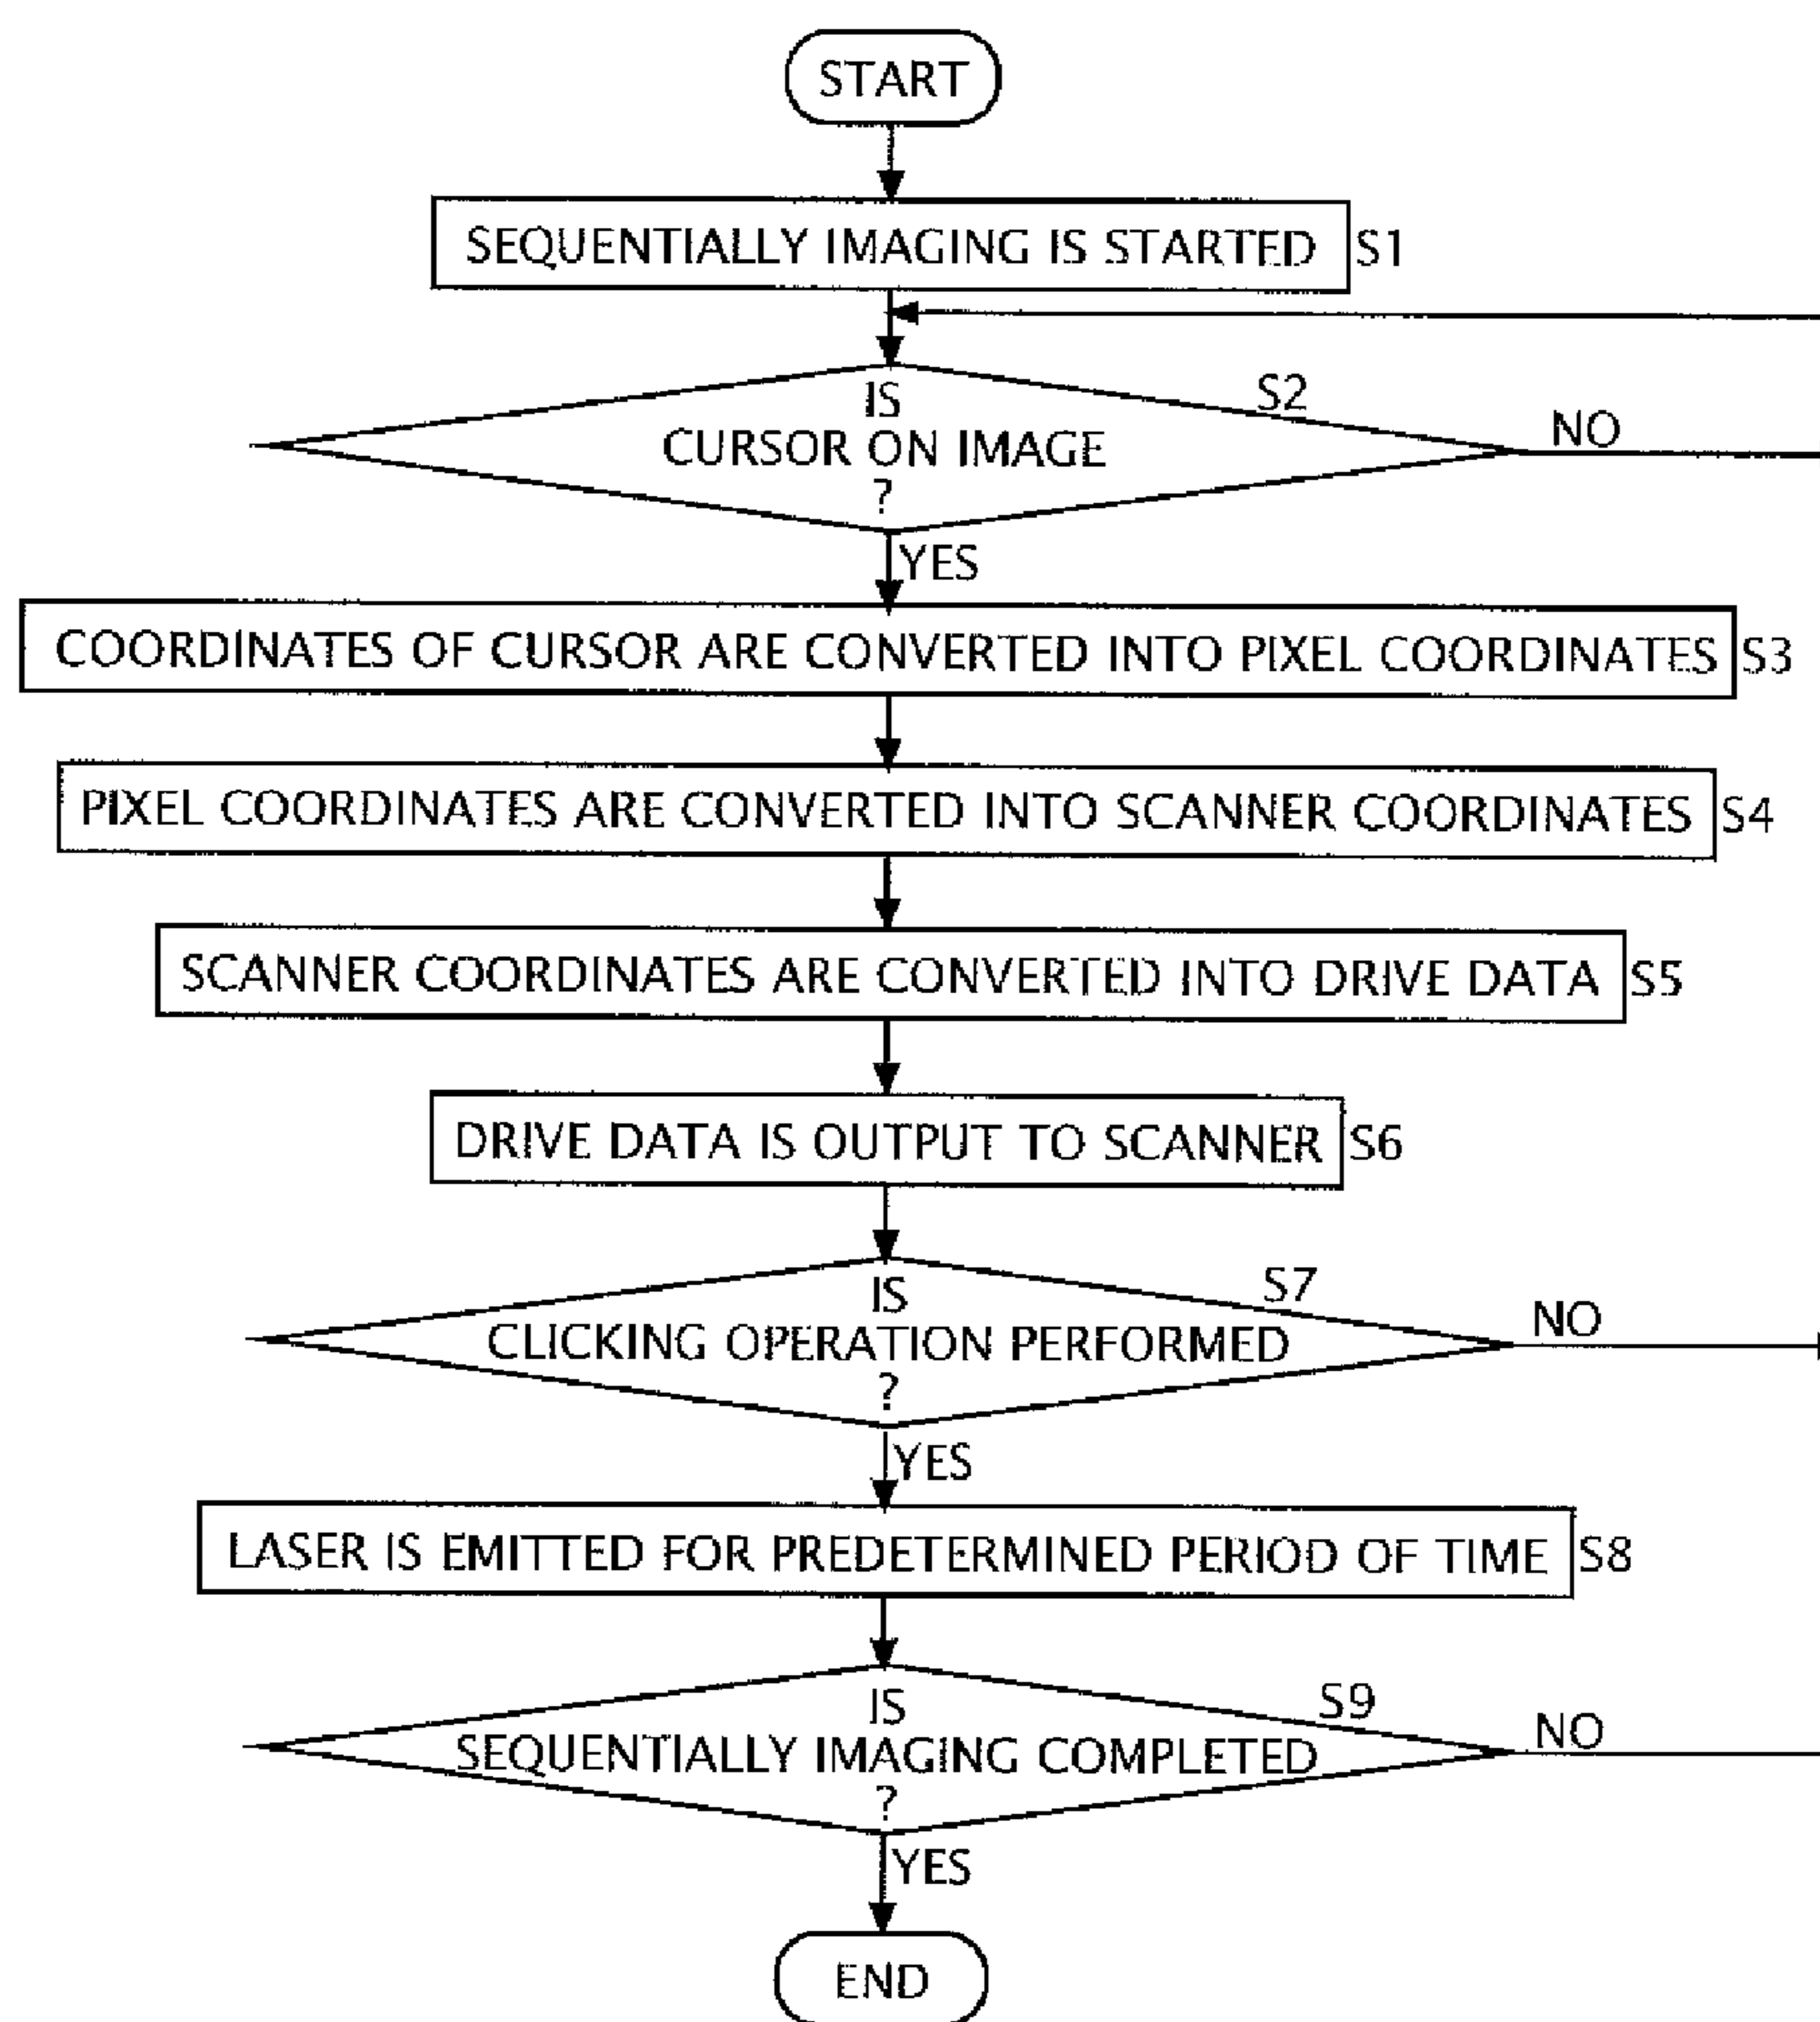 START
SEQUENTIALLY IMAGING IS STARTED S1
S2
IS
CURSOR ON IMAGE
?
NO
YES
COORDINATES OF CURSOR ARE CONVERTED INTO PIXEL COORDINATES S3
PIXEL COORDINATES ARE CONVERTED INTO SCANNER COORDINATES S4
SCANNER COORDINATES ARE CONVERTED INTO DRIVE DATA S5
DRIVE DATA IS OUTPUT TO SCANNER S6
S7
IS
CLICKING OPERATION PERFORMED
?
NO
YES
LASER IS EMITTED FOR PREDETERMINED PERIOD OF TIME S8
S9
IS
SEQUENTIALLY IMAGING COMPLETED
?
NO
YES
END